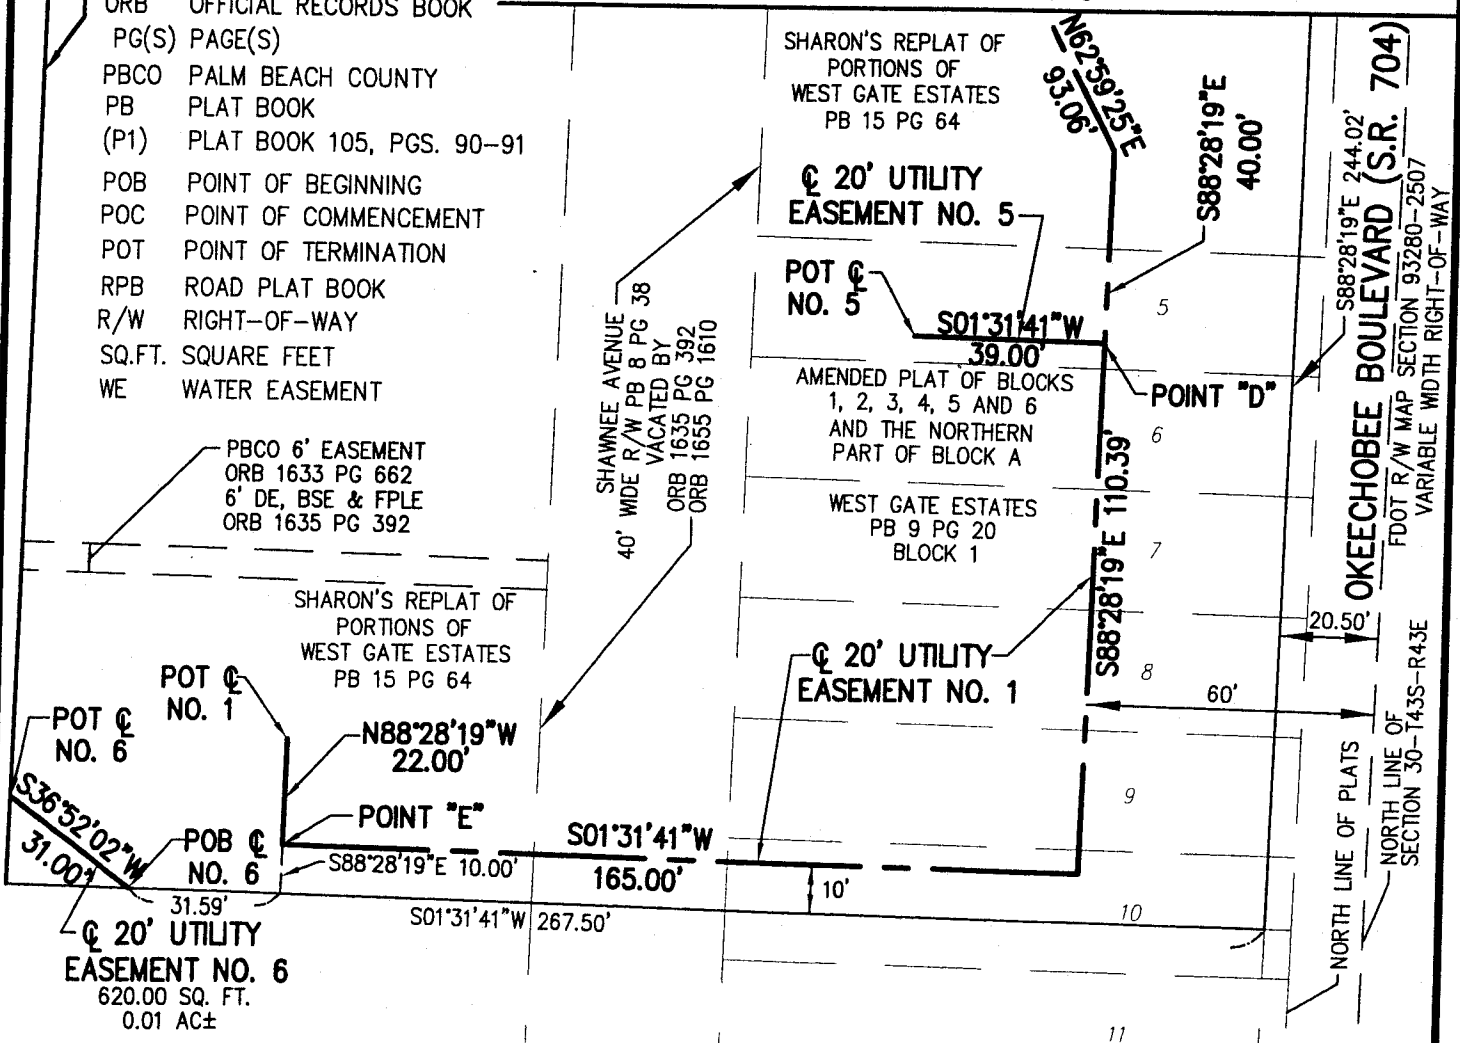 ORB OFFICIAL RECORDS BOOK
PG(S) PAGE(S)
PBCO PALM BEACH COUNTY
PB PLAT BOOK
(P1) PLAT BOOK 105, PGS. 90-91
POB POINT OF BEGINNING
POC POINT OF COMMENCEMENT
POT POINT OF TERMINATION
RPB ROAD PLAT BOOK
R/W RIGHT-OF-WAY
SQ.FT. SQUARE FEET
WE WATER EASEMENT
PBCO 6' EASEMENT
ORB 1633 PG 662
6' DE, BSE & FPLE
ORB 1635 PG 392
SHARON'S REPLAT OF
PORTIONS OF
WEST GATE ESTATES
PB 15 PG 64
SHAWNEE AVENUE
40' WIDE R/W PB 8 PG 38
VACATED BY
ORB 1635 PG 392
ORB 1655 PG 1610
SHARON'S REPLAT OF
PORTIONS OF
WEST GATE ESTATES
PB 15 PG 64
N62°59'25"E
93.06'
S88°28'19"E
40.00'
℄ 20' UTILITY
EASEMENT NO. 5
POT ℄
NO. 5
S01°31'41"W
39.00'
POINT "D"
AMENDED PLAT OF BLOCKS
1, 2, 3, 4, 5 AND 6
AND THE NORTHERN
PART OF BLOCK A
WEST GATE ESTATES
PB 9 PG 20
BLOCK 1
S88°28'19"E 110.39'
℄ 20' UTILITY
EASEMENT NO. 1
5
6
7
8
9
10
11
S88°28'19"E 244.02'
OKEECHOBEE BOULEVARD (S.R. 704)
FDOT R/W MAP SECTION 93280-2507
VARIABLE WIDTH RIGHT-OF-WAY
20.50'
60'
NORTH LINE OF PLATS
NORTH LINE OF
SECTION 30-T43S-R43E
POT ℄
NO. 1
POT ℄
NO. 6
N88°28'19"W
22.00'
POINT "E"
S36°52'02"W
31.00'
POB ℄
NO. 6
S88°28'19"E 10.00'
S01°31'41"W
165.00'
10'
31.59'
S01°31'41"W 267.50'
℄ 20' UTILITY
EASEMENT NO. 6
620.00 SQ. FT.
0.01 AC±